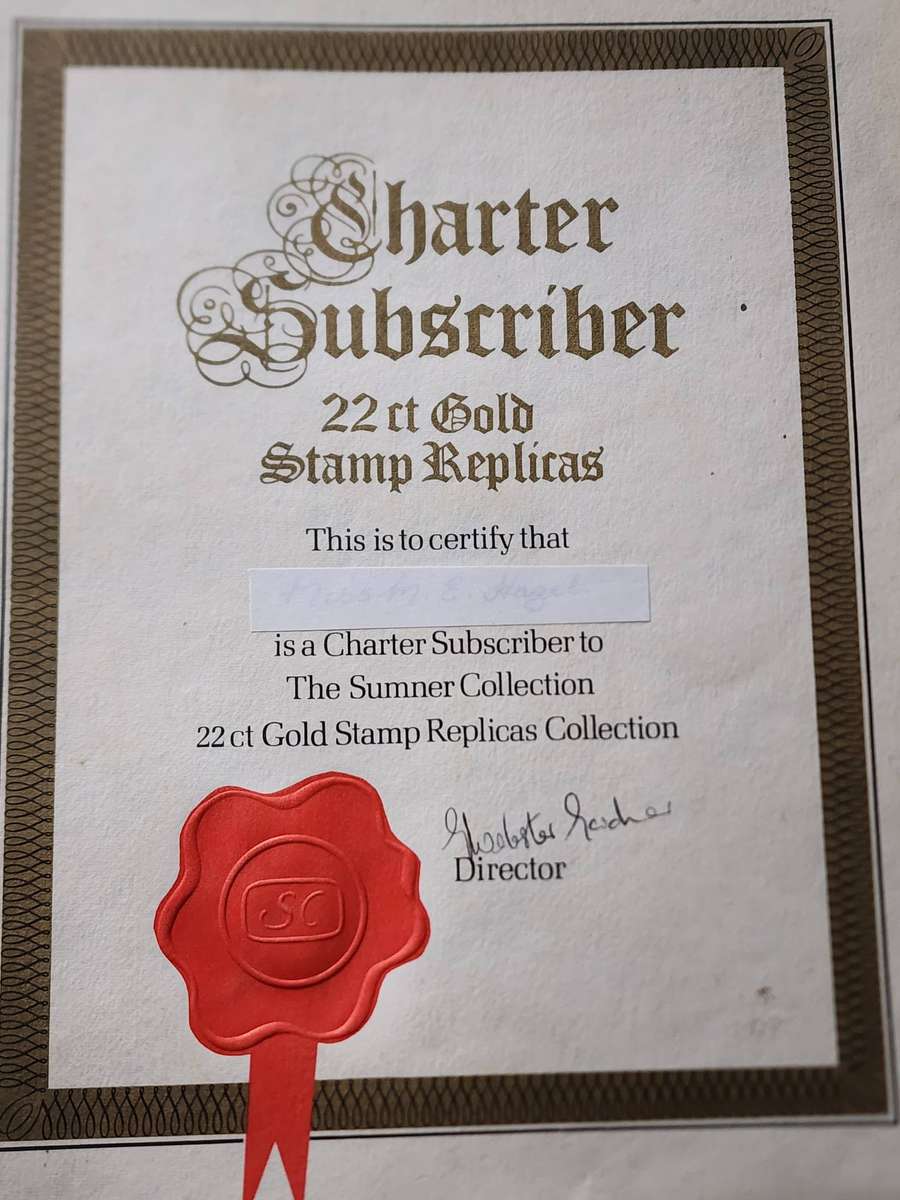 Charter
Subscriber
22 ct Gold
Stamp Replicas
This is to certify that
M. E.
is a Charter Subscriber to
The Sumner Collection
22 ct Gold Stamp Replicas Collection
Director
SC